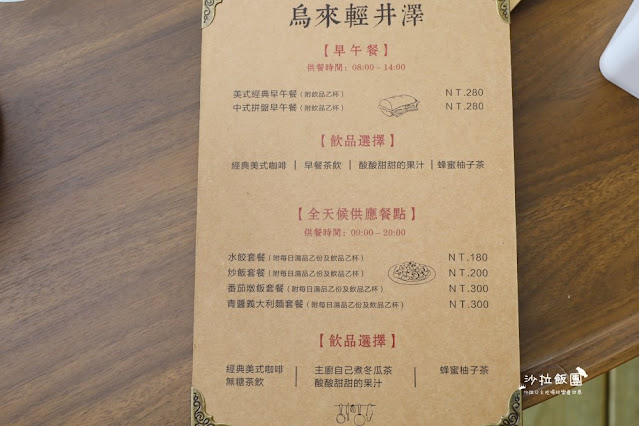 烏來輕井澤
【早午餐】
供餐時間：08:00－14:00
美式經典早午餐（附飲品乙杯） NT.280
中式拼盤早午餐（附飲品乙杯） NT.280
【飲品選擇】
經典美式咖啡｜早餐茶飲｜酸酸甜甜的果汁｜蜂蜜柚子茶
【全天候供應餐點】
供餐時間：09:00－20:00
水餃套餐（附每日湯品乙份及飲品乙杯） NT.180
炒飯套餐（附每日湯品乙份及飲品乙杯） NT.200
番茄燉飯套餐（附每日湯品乙份及飲品乙杯） NT.300
青醬義大利麵套餐（附每日湯品乙份及飲品乙杯） NT.300
【飲品選擇】
經典美式咖啡｜主廚自己煮冬瓜茶｜蜂蜜柚子茶
無糖茶飲｜酸酸甜甜的果汁
沙拉飯團